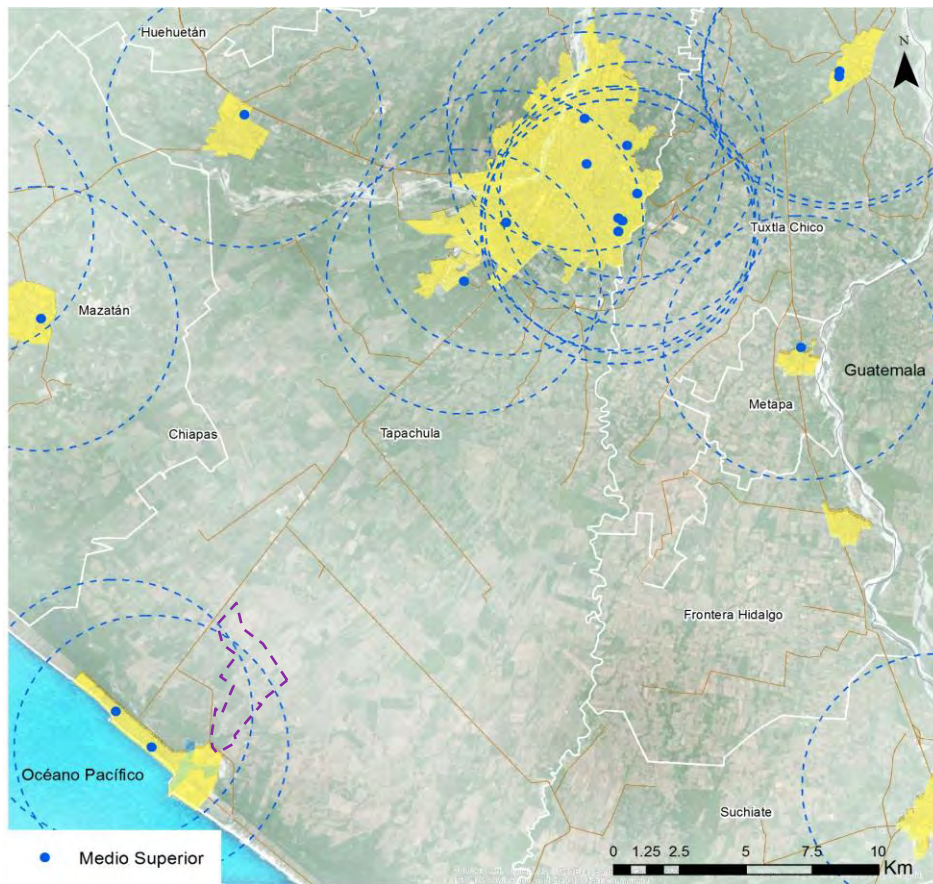 Huehuetán
N
Tuxtla Chico
Mazatán
Guatemala
Metapa
Chiapas
Tapachula
Frontera Hidalgo
Océano Pacífico
Suchiate
Medio Superior
0 1.25 2.5 5 7.5 10
Km